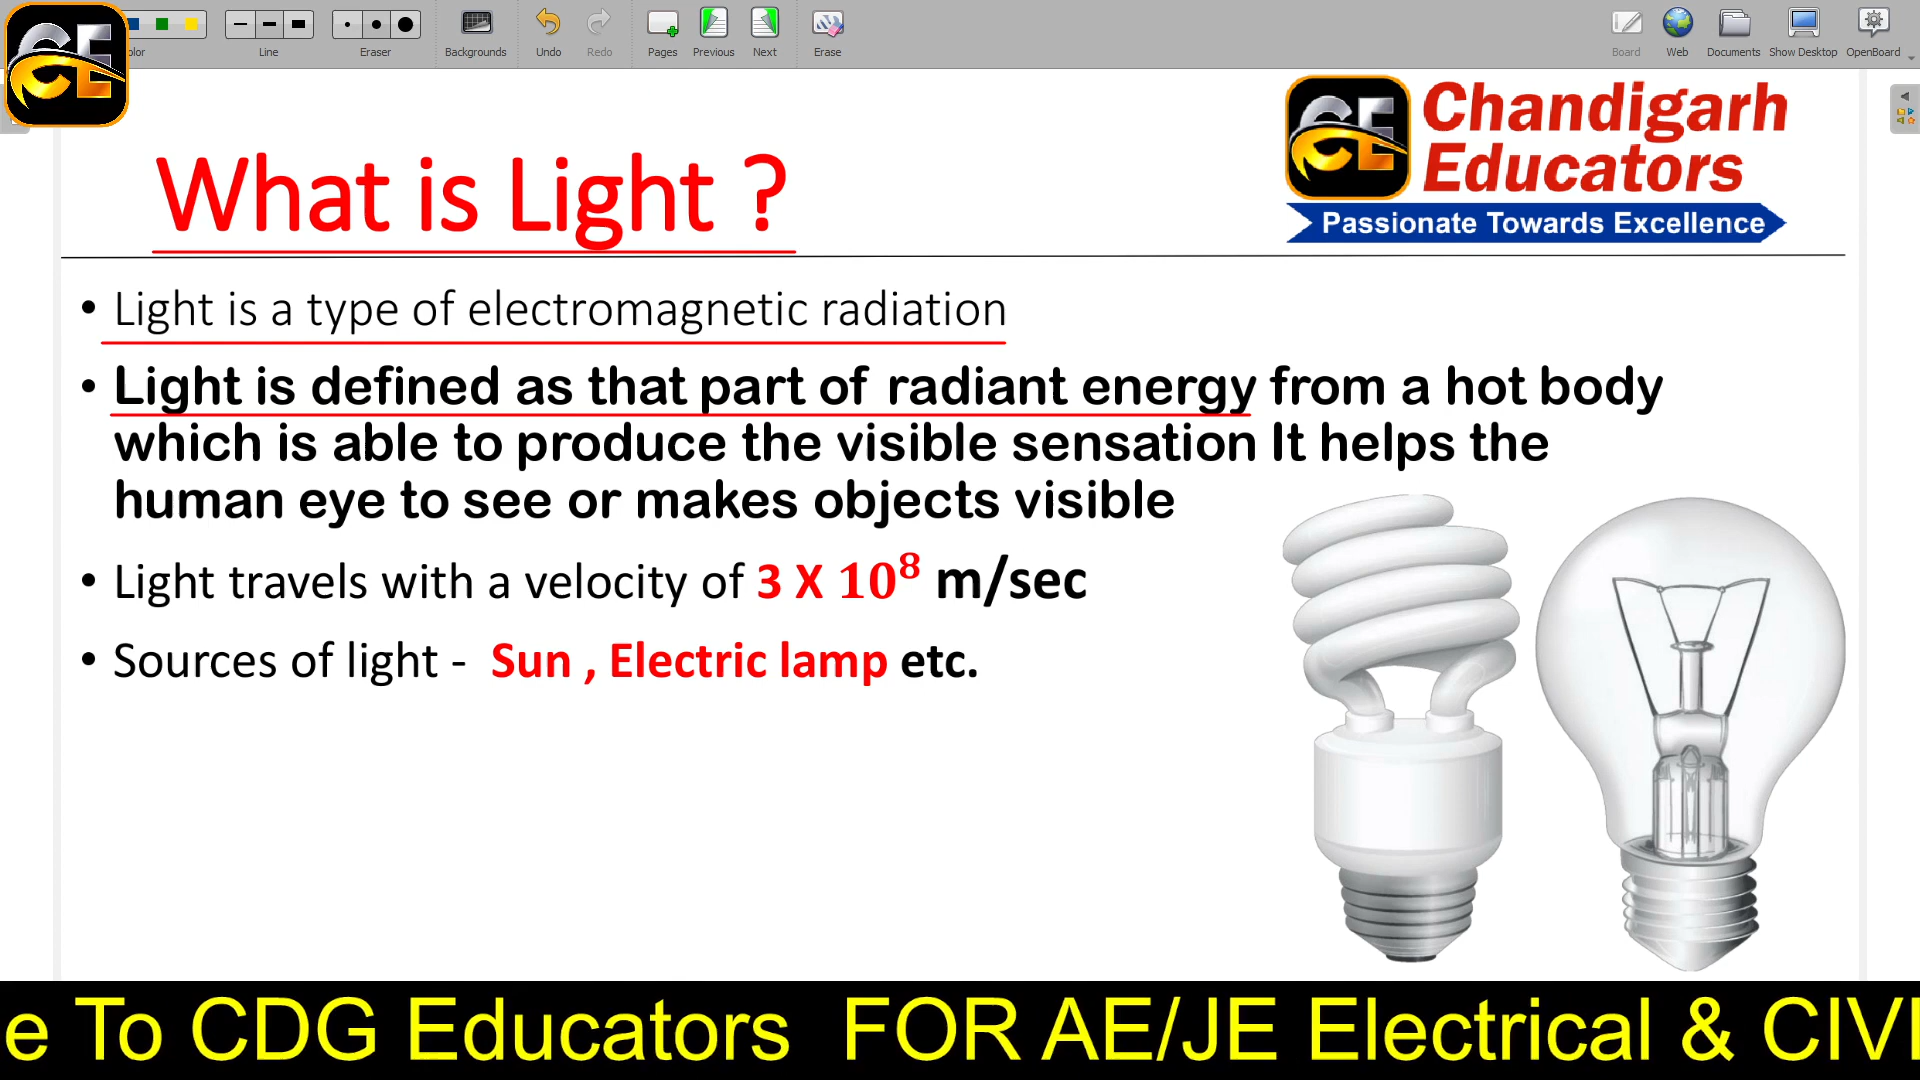 olor
Line
Eraser
Backgrounds
Undo
Redo
Pages
Previous
Next
Erase
Board
Web
Documents
Show Desktop
OpenBoard
CE
CE
Chandigarh
Educators
Passionate Towards Excellence
What is Light ?
• Light is a type of electromagnetic radiation
• Light is defined as that part of radiant energy from a hot body
which is able to produce the visible sensation It helps the
human eye to see or makes objects visible
• Light travels with a velocity of 3 X 10⁸ m/sec
• Sources of light - Sun , Electric lamp etc.
e To CDG Educators FOR AE/JE Electrical & CIVI